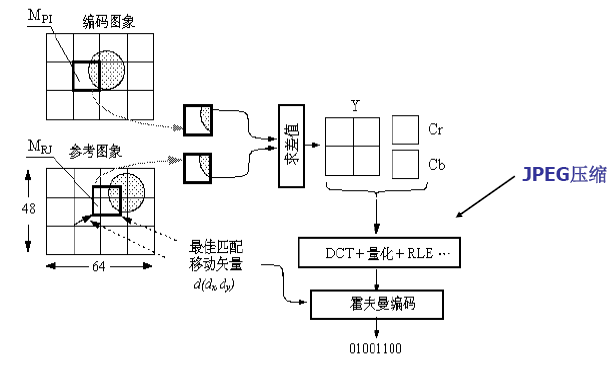 M_PI
编码图象
M_RJ
参考图象
48
64
求差值
Y
Cr
Cb
JPEG压缩
最佳匹配
移动矢量
d(dx,dy)
DCT+量化+RLE …
霍夫曼编码
01001100